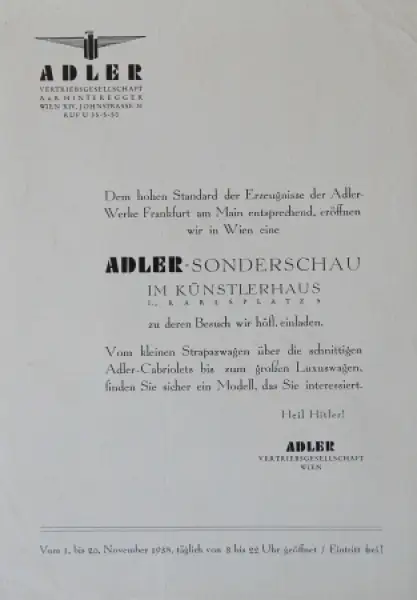 ADLER
VERTRIEBSGESELLSCHAFT
A & R HINTEREGGER
WIEN XIV, JOHNSTRASSE
RUF U
Dem hohen Standard der Erzeugnisse der Adler-
Werke Frankfurt am Main entsprechend, eröffnen
wir in Wien eine
ADLER-SONDERSCHAU
IM KÜNSTLERHAUS
I., KARLSPLATZ 5
zu deren Besuch wir höfl. einladen.
Vom kleinen Strapazwagen über die schnittigen
Adler-Cabriolets bis zum großen Luxuswagen,
finden Sie sicher ein Modell, das Sie interessiert.
Heil Hitler!
ADLER
VERTRIEBSGESELLSCHAFT
WIEN
Vom 1. bis 20. November 1938, täglich von 8 bis 22 Uhr geöffnet / Eintritt frei!